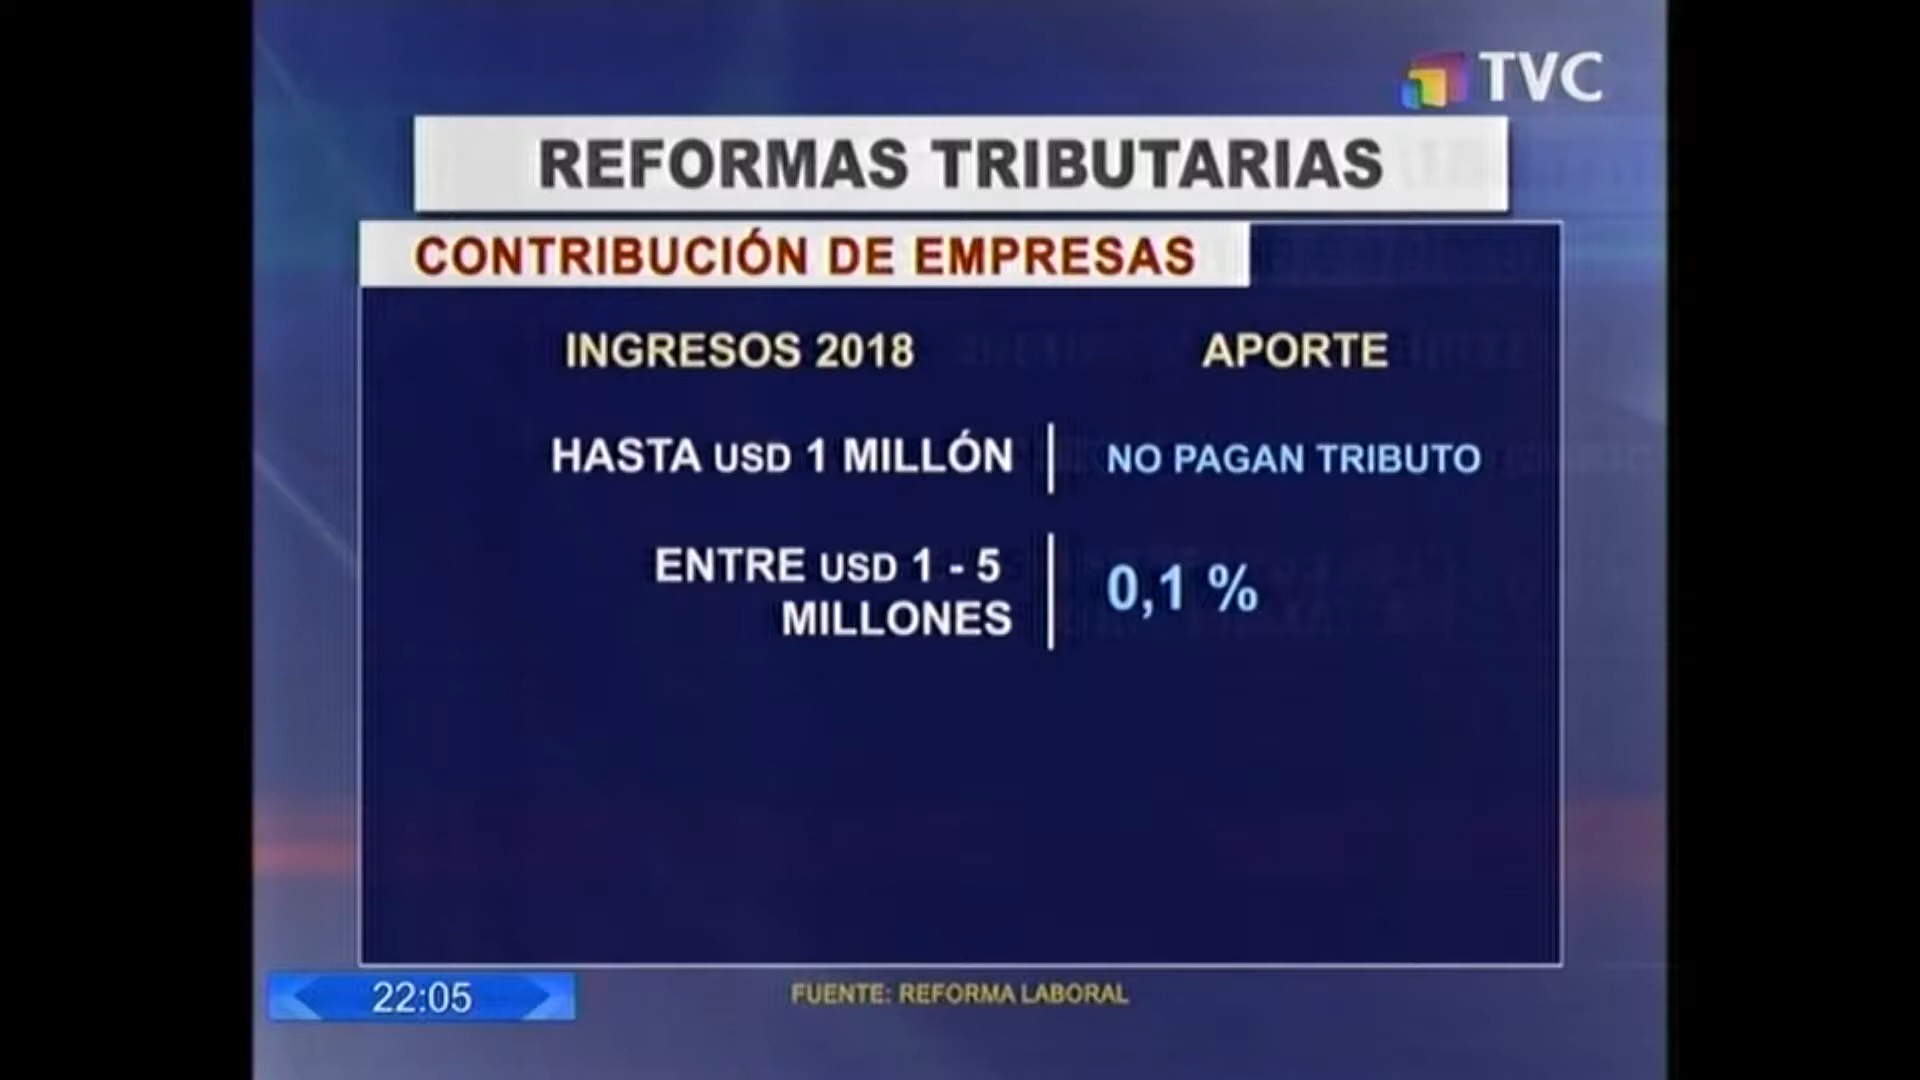 TVC
REFORMAS TRIBUTARIAS
CONTRIBUCIÓN DE EMPRESAS
INGRESOS 2018 APORTE
HASTA USD 1 MILLÓN NO PAGAN TRIBUTO
ENTRE USD 1 - 5
MILLONES
0,1 %
22:05
FUENTE: REFORMA LABORAL